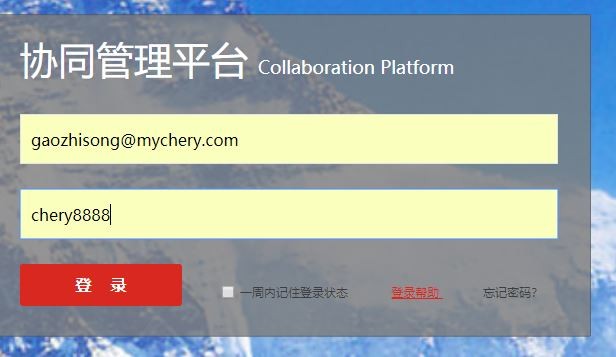 协同管理平台 Collaboration Platform
gaozhisong@mychery.com
chery8888
登 录
一周内记住登录状态 登录帮助 忘记密码?